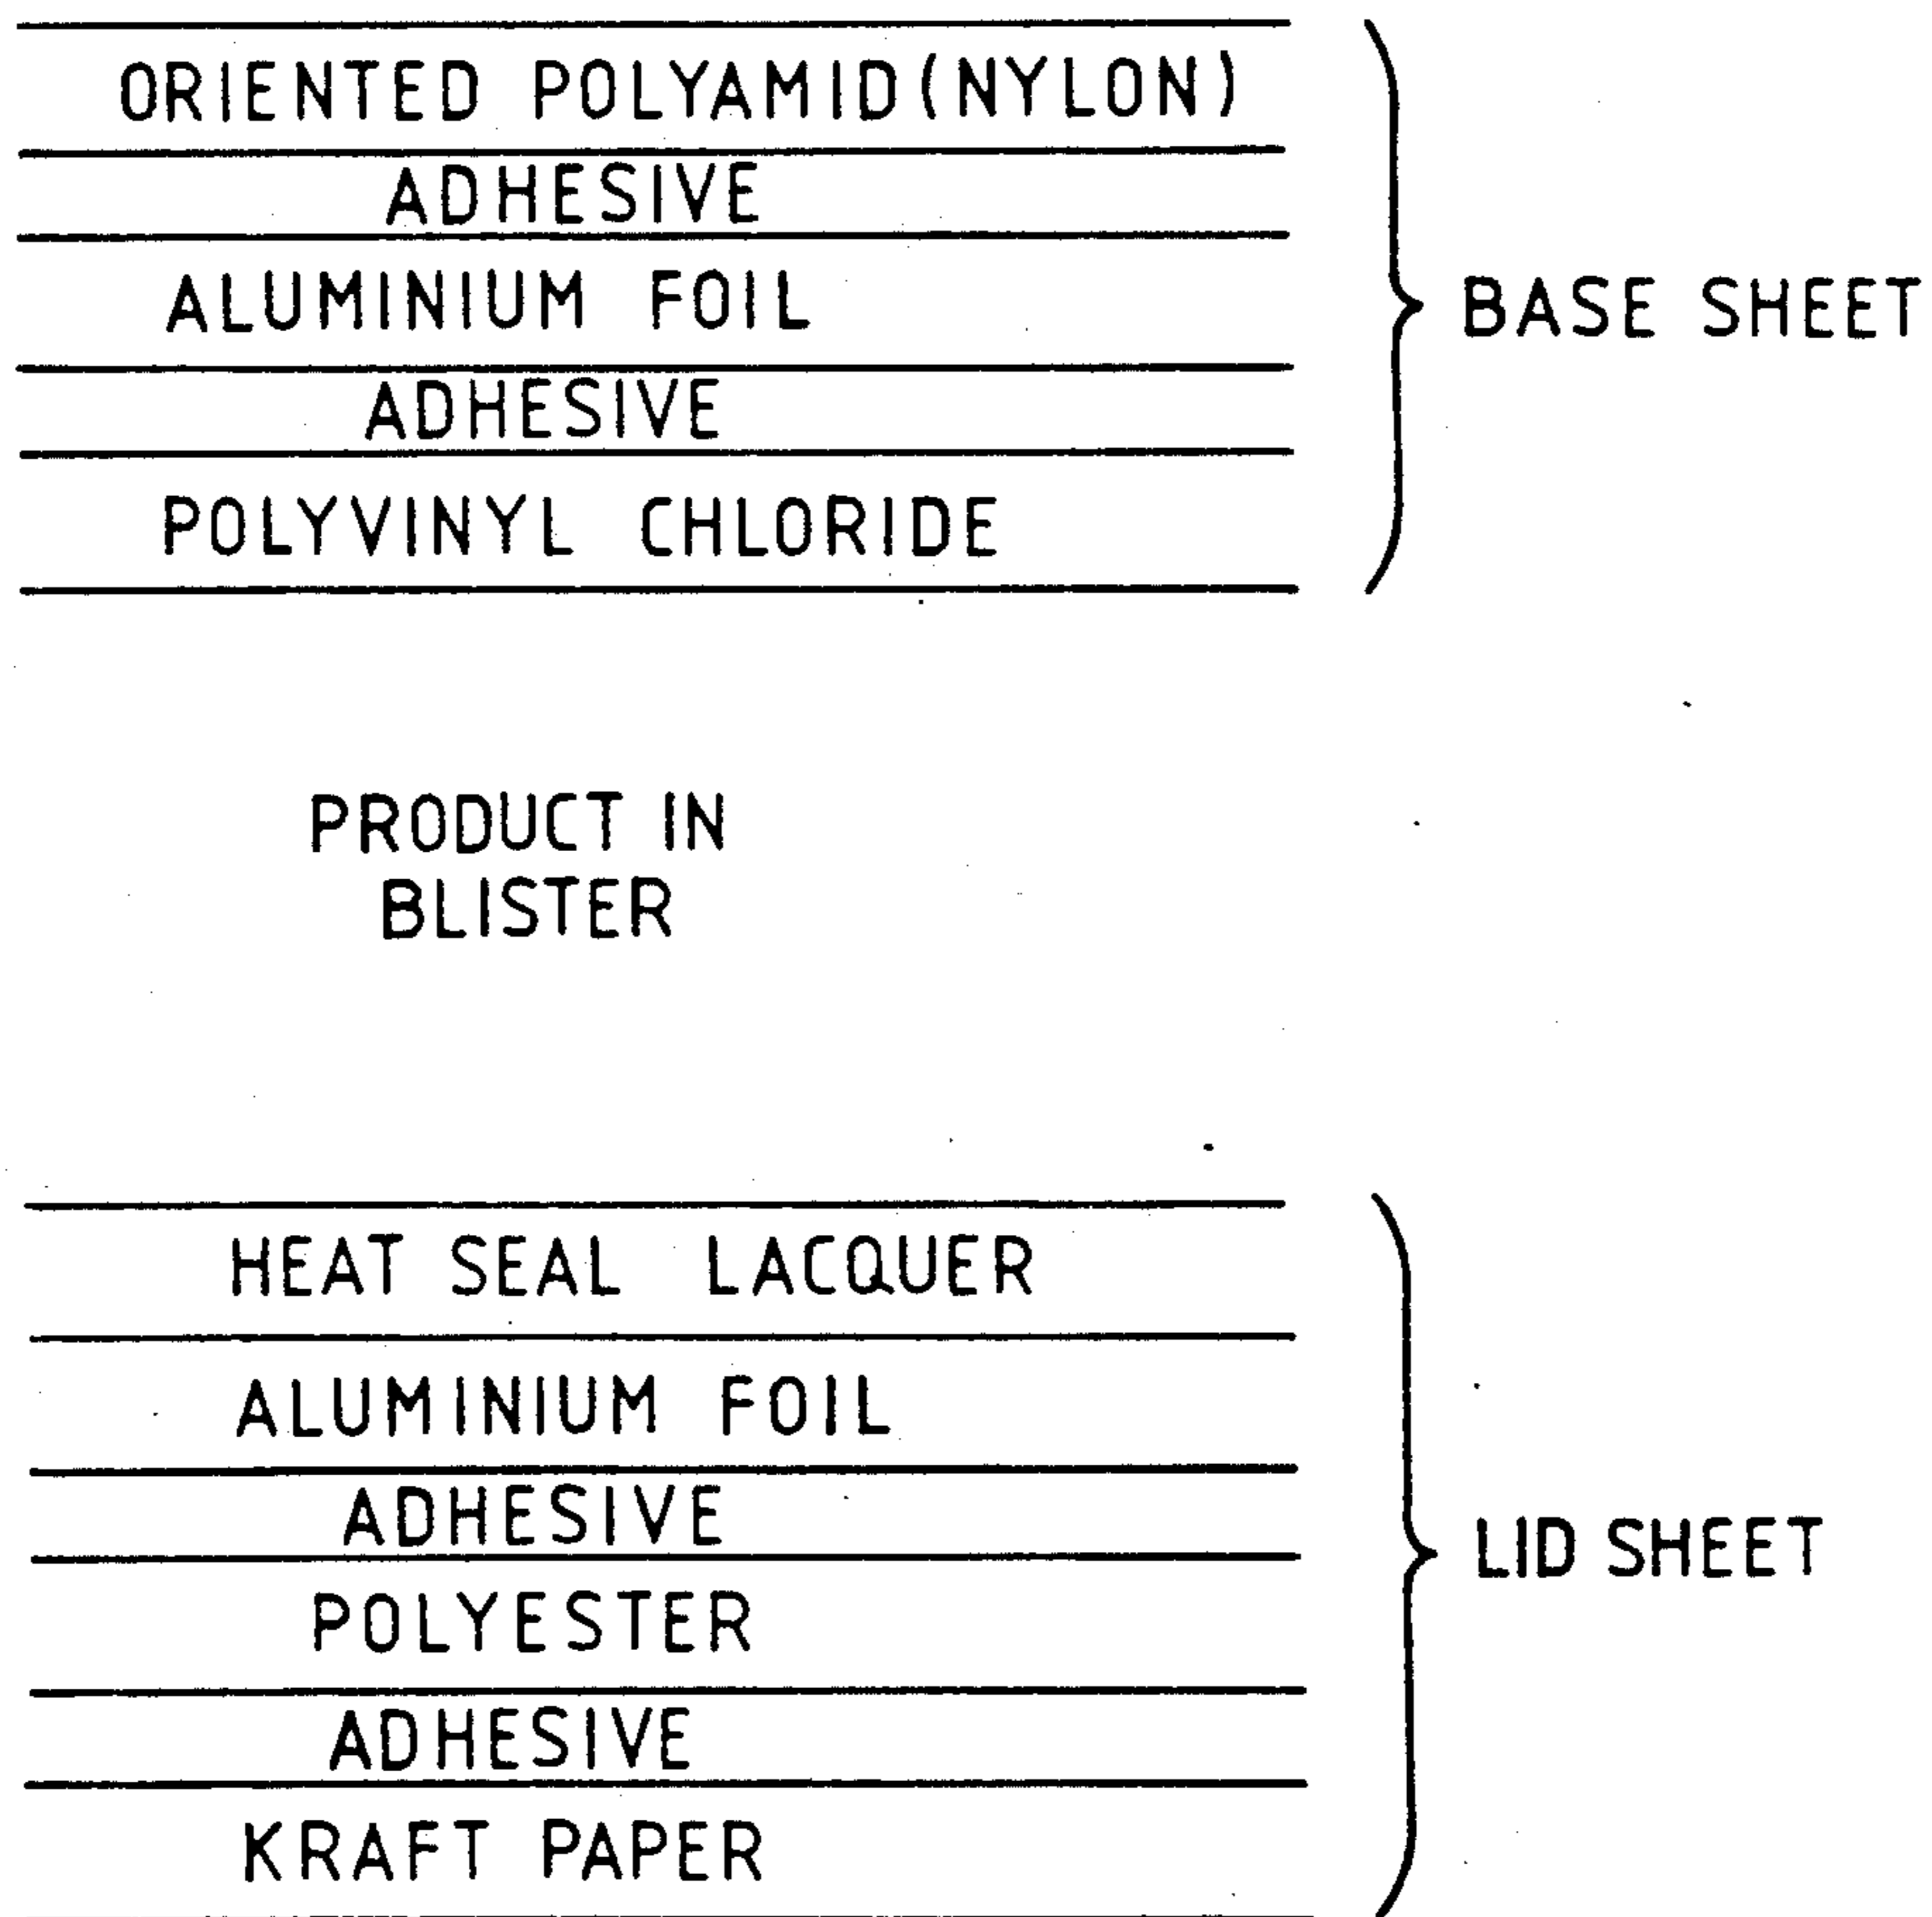 ORIENTED POLYAMID (NYLON)
ADHESIVE
ALUMINIUM FOIL
BASE SHEET
ADHESIVE
POLYVINYL CHLORIDE
PRODUCT IN
BLISTER
HEAT SEAL LACQUER
ALUMINIUM FOIL
ADHESIVE
LID SHEET
POLYESTER
ADHESIVE
KRAFT PAPER